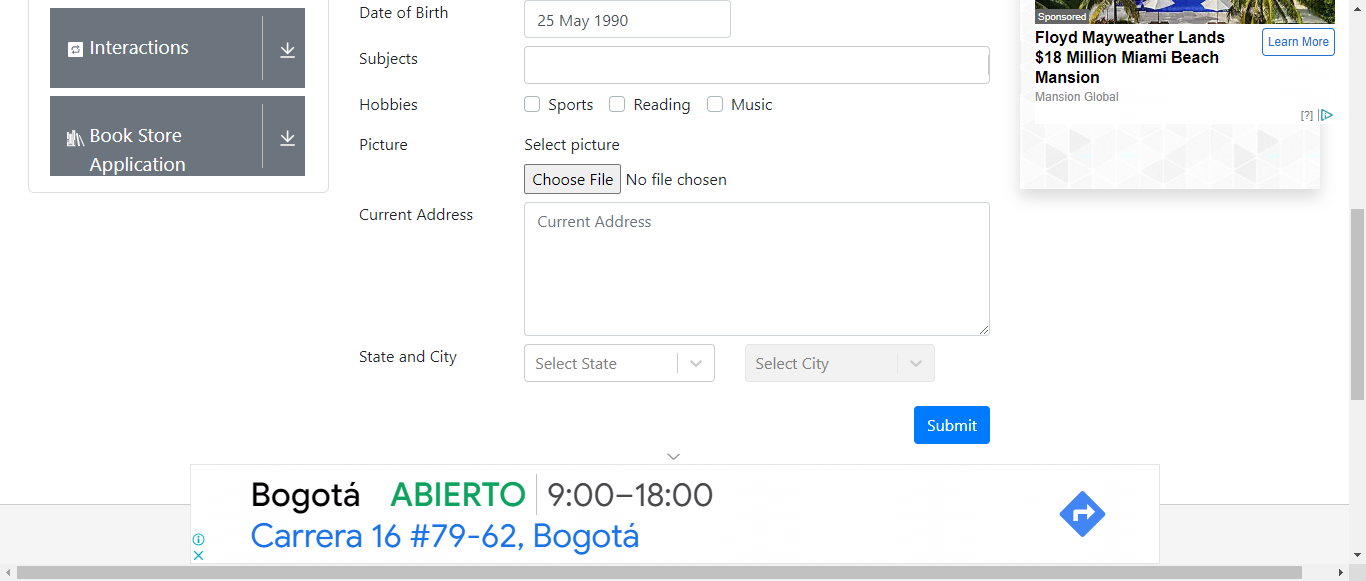 Interactions
Book Store
Application
Date of Birth
25 May 1990
Subjects
Hobbies
Sports Reading Music
Picture
Select picture
Choose File No file chosen
Current Address
Current Address
State and City
Select State
Select City
Submit
Sponsored
Floyd Mayweather Lands
$18 Million Miami Beach
Mansion
Mansion Global
Learn More
[?]
Bogotá ABIERTO 9:00–18:00
Carrera 16 #79-62, Bogotá